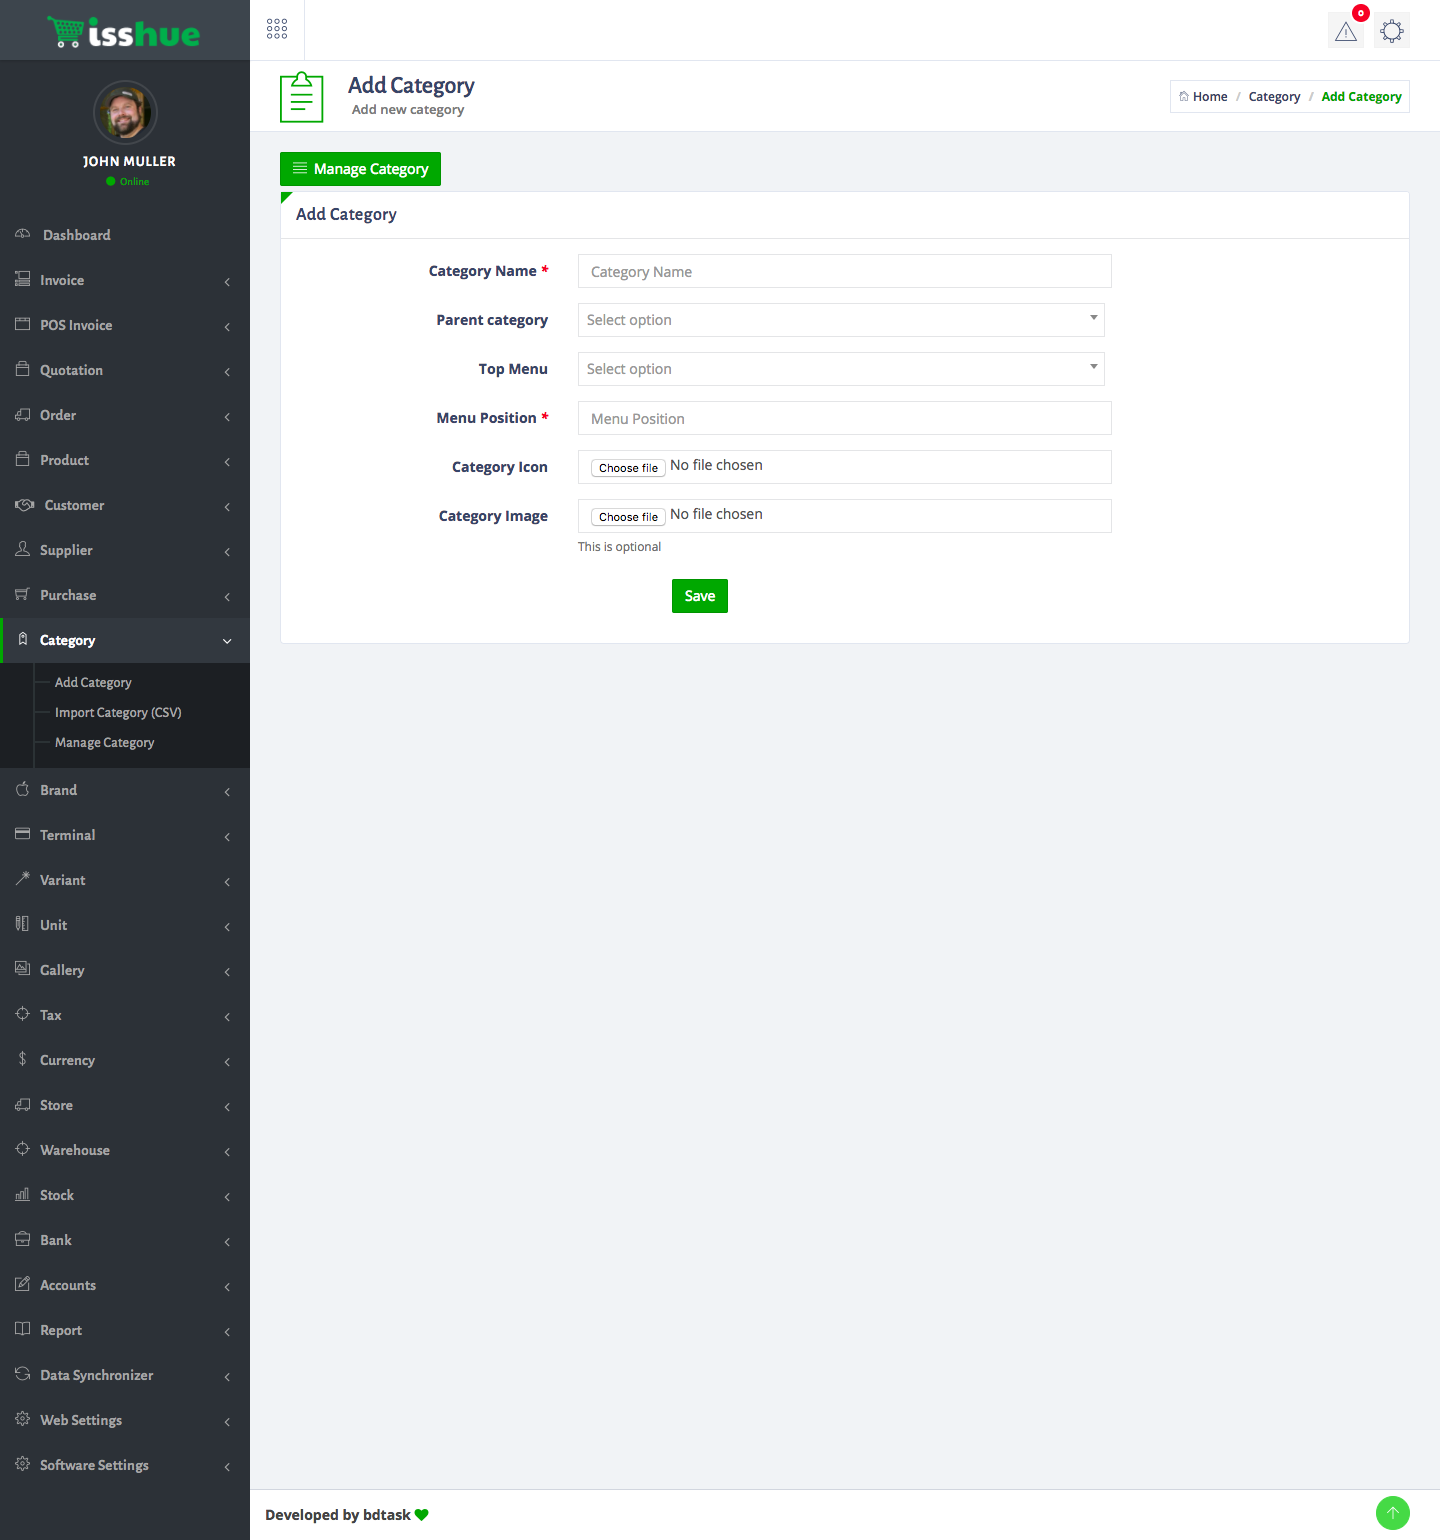 isshue
JOHN MULLER
Online
Dashboard
Invoice
POS Invoice
Quotation
Order
Product
Customer
Supplier
Purchase
Category
Add Category
Import Category (CSV)
Manage Category
Brand
Terminal
Variant
Unit
Gallery
Tax
Currency
Store
Warehouse
Stock
Bank
Accounts
Report
Data Synchronizer
Web Settings
Software Settings
0
Add Category
Add new category
Home / Category / Add Category
Manage Category
Add Category
Category Name * Category Name
Parent category Select option
Top Menu Select option
Menu Position * Menu Position
Category Icon Choose file No file chosen
Category Image Choose file No file chosen
This is optional
Save
Developed by bdtask